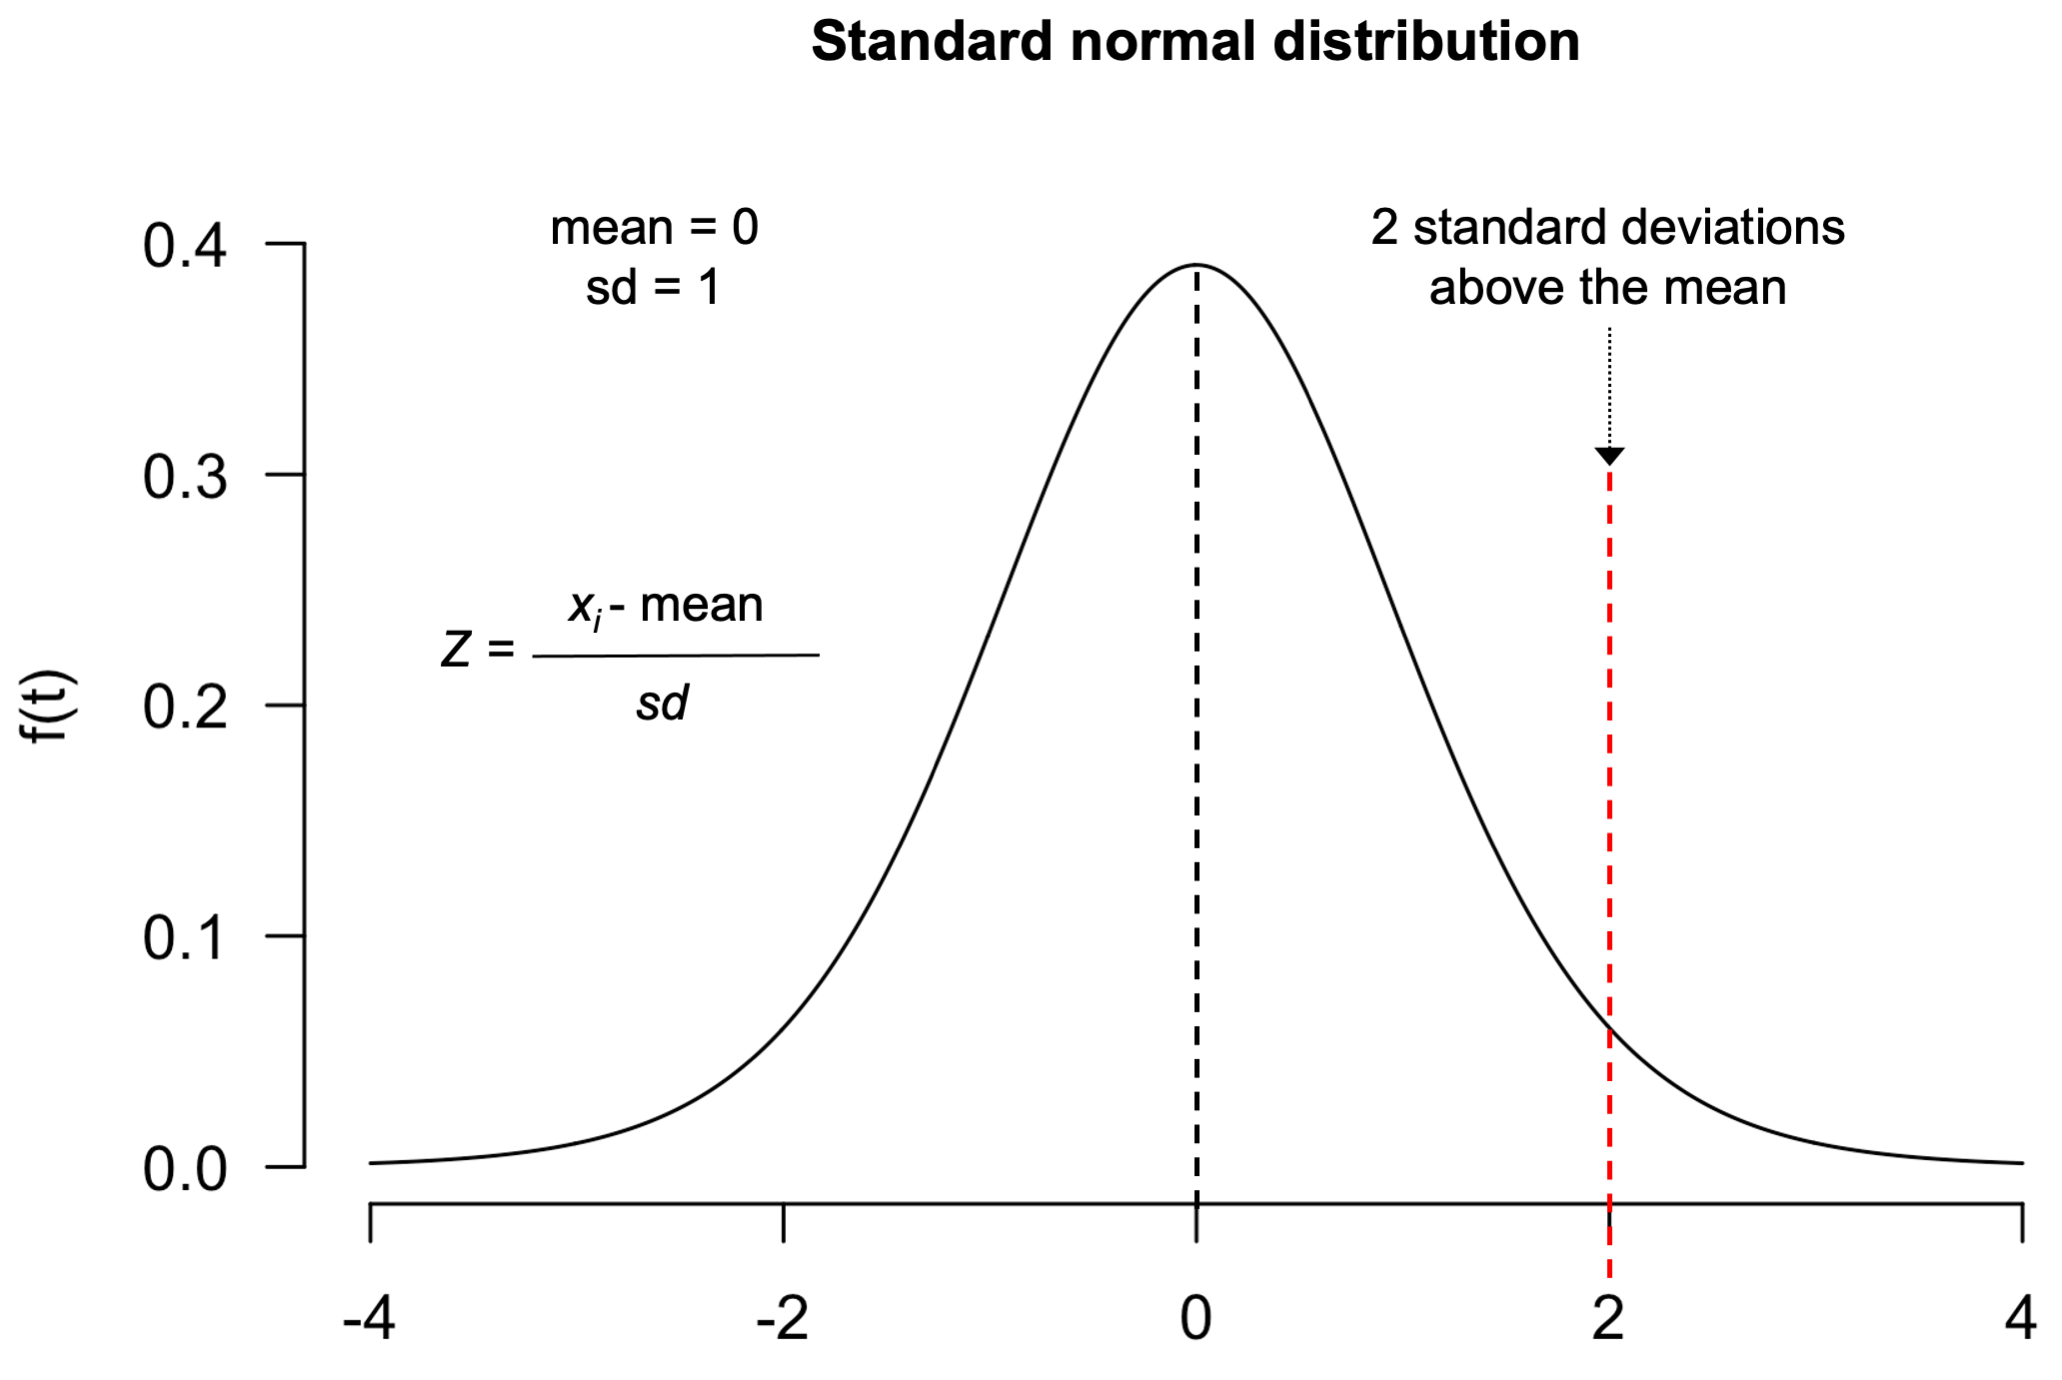 Standard normal distribution
mean = 0
sd = 1
2 standard deviations
above the mean
0.4
0.3
0.2
0.1
0.0
f(t)
Z = xi - mean
sd
-4 -2 0 2 4